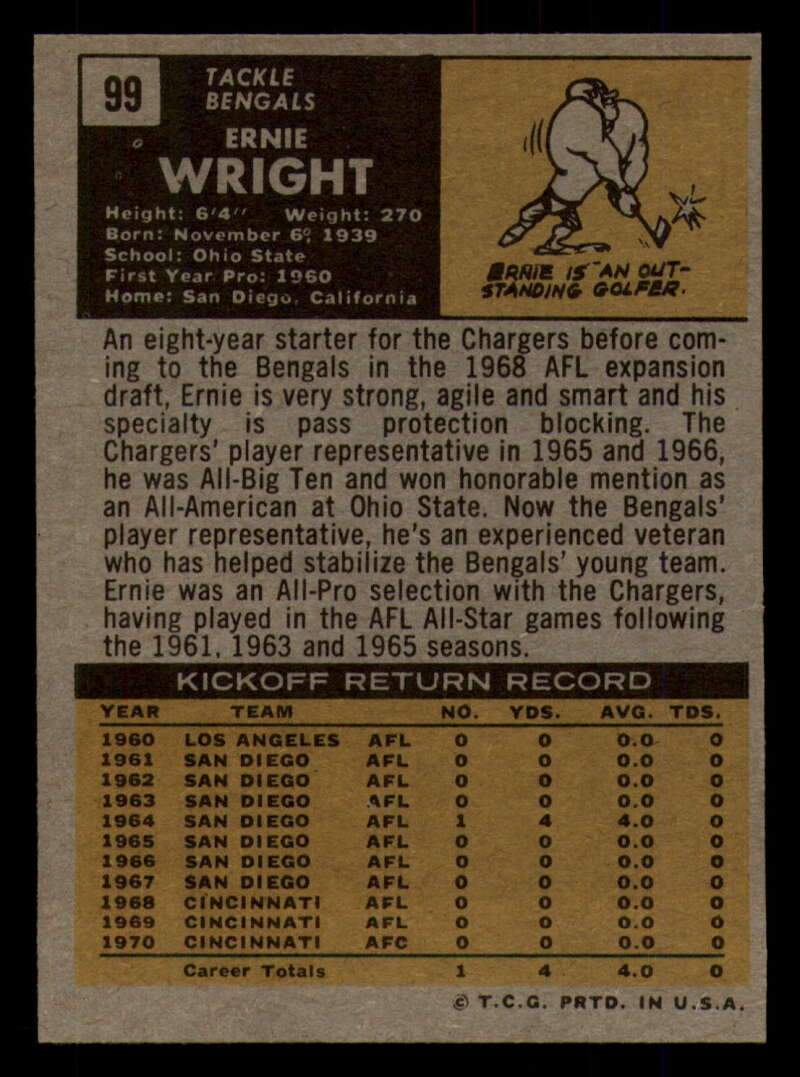 99
TACKLE
BENGALS
ERNIE
WRIGHT
Height: 6'4" Weight: 270
Born: November 6, 1939
School: Ohio State
First Year Pro: 1960
Home: San Diego, California
ERNIE IS AN OUT-
STANDING GOLFER.
An eight-year starter for the Chargers before com-
ing to the Bengals in the 1968 AFL expansion
draft, Ernie is very strong, agile and smart and his
specialty is pass protection blocking. The
Chargers' player representative in 1965 and 1966,
he was All-Big Ten and won honorable mention as
an All-American at Ohio State. Now the Bengals'
player representative, he's an experienced veteran
who has helped stabilize the Bengals' young team.
Ernie was an All-Pro selection with the Chargers,
having played in the AFL All-Star games following
the 1961, 1963 and 1965 seasons.
KICKOFF RETURN RECORD
YEAR TEAM NO. YDS. AVG. TDS.
1960 LOS ANGELES AFL 0 0 0.0 0
1961 SAN DIEGO AFL 0 0 0.0 0
1962 SAN DIEGO AFL 0 0 0.0 0
1963 SAN DIEGO AFL 0 0 0.0 0
1964 SAN DIEGO AFL 1 4 4.0 0
1965 SAN DIEGO AFL 0 0 0.0 0
1966 SAN DIEGO AFL 0 0 0.0 0
1967 SAN DIEGO AFL 0 0 0.0 0
1968 CINCINNATI AFL 0 0 0.0 0
1969 CINCINNATI AFL 0 0 0.0 0
1970 CINCINNATI AFC 0 0 0.0 0
Career Totals 1 4 4.0 0
© T.C.G. PRTD. IN U.S.A.